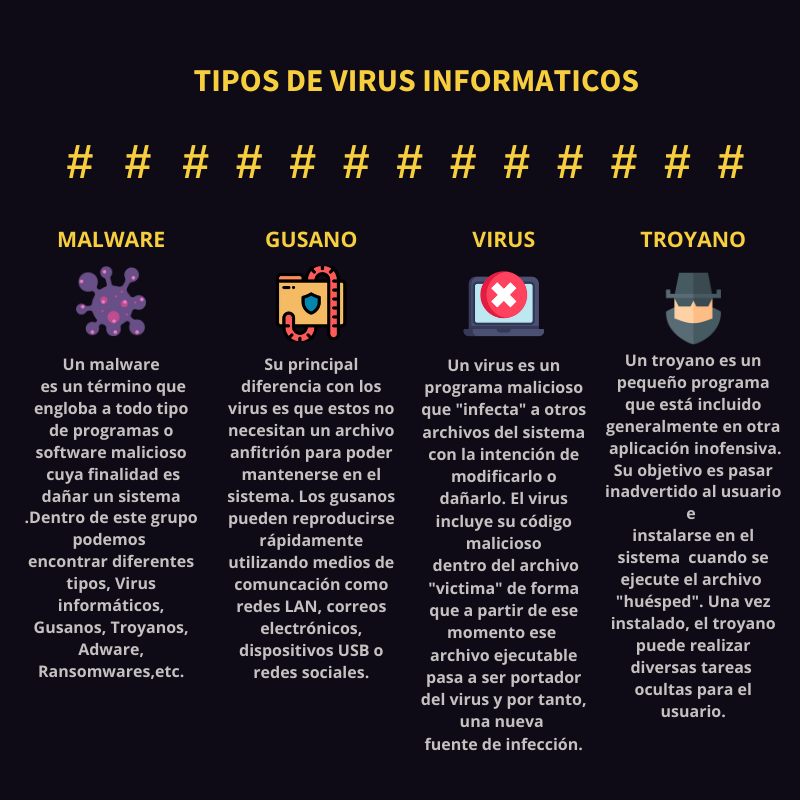 TIPOS DE VIRUS INFORMATICOS
# # # # # # # # # # # # #
MALWARE
Un malware
es un término que
engloba a todo tipo
de programas o
software malicioso
cuya finalidad es
dañar un sistema
.Dentro de este grupo
podemos
encontrar diferentes
tipos, Virus
informáticos,
Gusanos, Troyanos,
Adware,
Ransomwares,etc.
GUSANO
Su principal
diferencia con los
virus es que estos no
necesitan un archivo
anfitrión para poder
mantenerse en el
sistema. Los gusanos
pueden reproducirse
rápidamente
utilizando medios de
comuncación como
redes LAN, correos
electrónicos,
dispositivos USB o
redes sociales.
VIRUS
Un virus es un
programa malicioso
que "infecta" a otros
archivos del sistema
con la intención de
modificarlo o
dañarlo. El virus
incluye su código
malicioso
dentro del archivo
"victima" de forma
que a partir de ese
momento ese
archivo ejecutable
pasa a ser portador
del virus y por tanto,
una nueva
fuente de infección.
TROYANO
Un troyano es un
pequeño programa
que está incluido
generalmente en otra
aplicación inofensiva.
Su objetivo es pasar
inadvertido al usuario
e
instalarse en el
sistema cuando se
ejecute el archivo
"huésped". Una vez
instalado, el troyano
puede realizar
diversas tareas
ocultas para el
usuario.